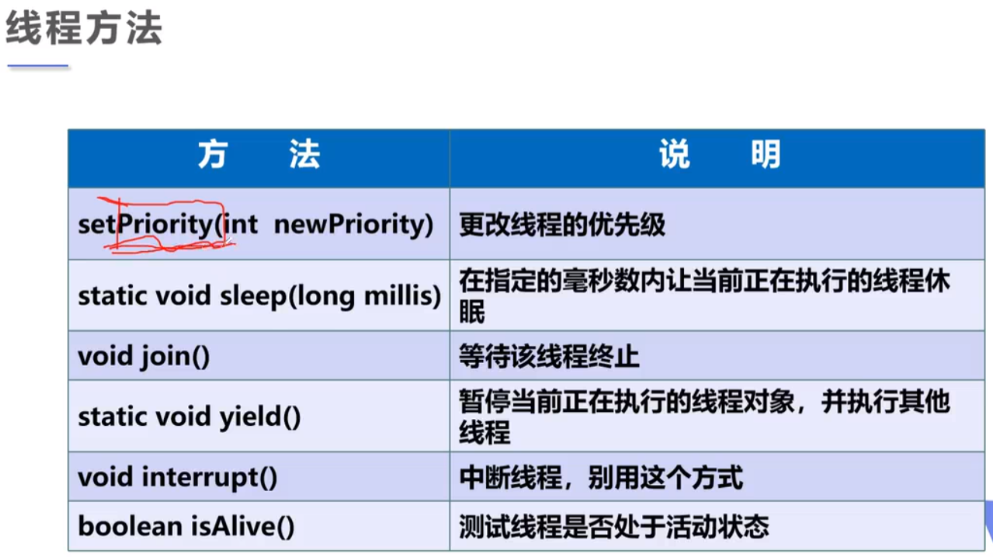 线程方法
方 法
说 明
setPriority(int newPriority)
更改线程的优先级
static void sleep(long millis)
在指定的毫秒数内让当前正在执行的线程休
眠
void join()
等待该线程终止
static void yield()
暂停当前正在执行的线程对象，并执行其他
线程
void interrupt()
中断线程，别用这个方式
boolean isAlive()
测试线程是否处于活动状态